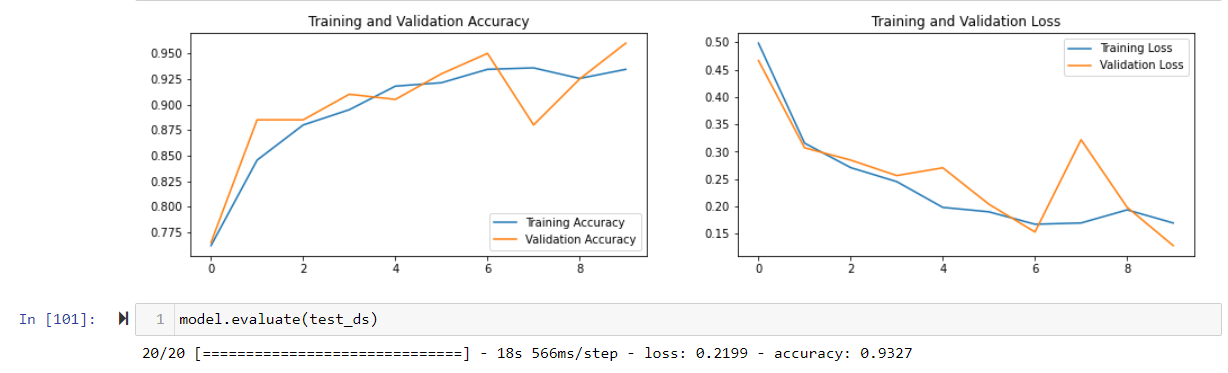 Training and Validation Accuracy
0.950
0.925
0.900
0.875
0.850
0.825
0.800
0.775
Training Accuracy
Validation Accuracy
0 2 4 6 8
Training and Validation Loss
0.50
0.45
0.40
0.35
0.30
0.25
0.20
0.15
Training Loss
Validation Loss
0 2 4 6 8
In [101]: 1 model.evaluate(test_ds)
20/20 [==============================] - 18s 566ms/step - loss: 0.2199 - accuracy: 0.9327